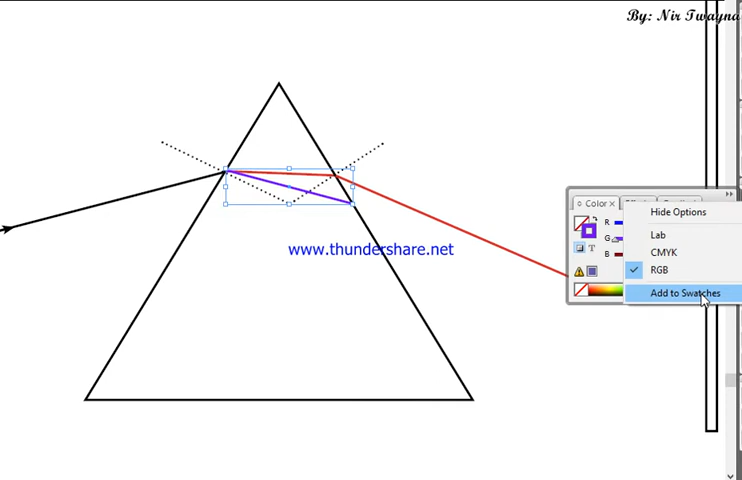 By: Nir Twayna
www.thundershare.net
Color
R
G
B
T
Hide Options
Lab
CMYK
RGB
Add to Swatches